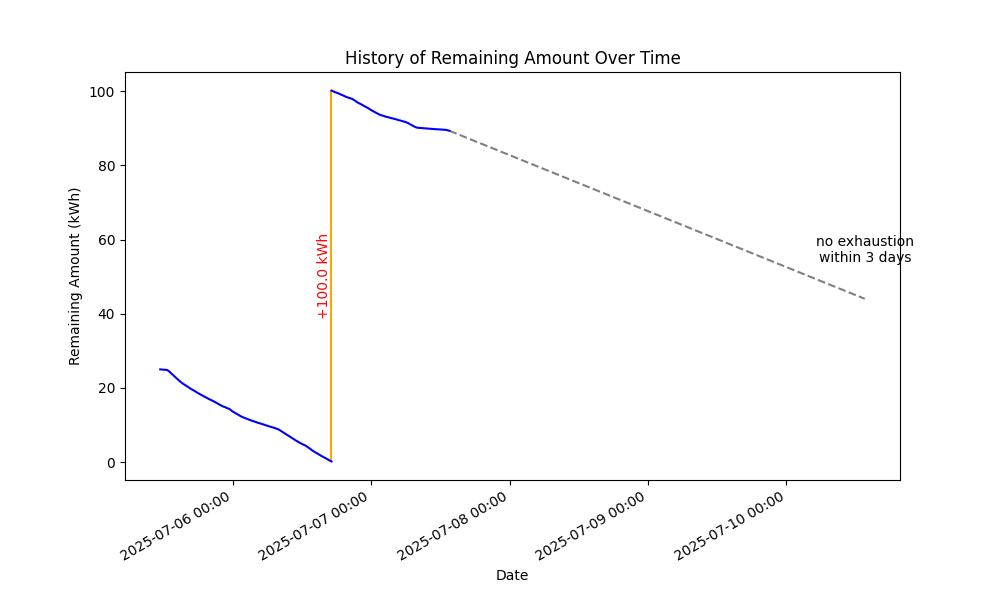 History of Remaining Amount Over Time
Remaining Amount (kWh)
100
80
60
40
20
0
+100.0 kWh
no exhaustion
within 3 days
2025-07-06 00:00
2025-07-07 00:00
2025-07-08 00:00
2025-07-09 00:00
2025-07-10 00:00
Date